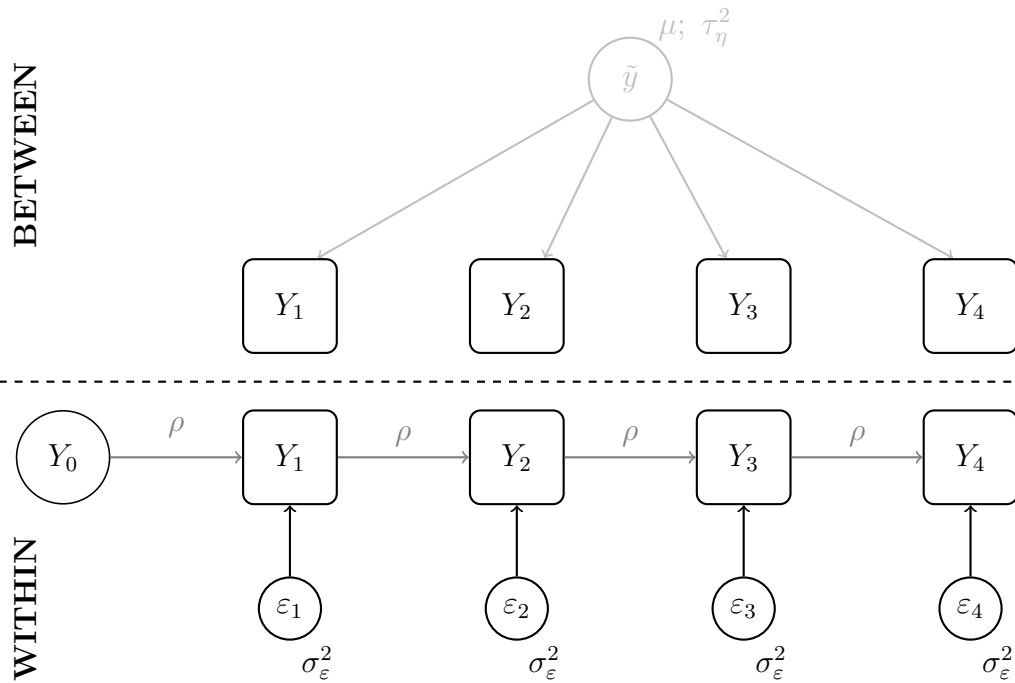 BETWEEN
μ; τ²_η
ỹ
Y₁ Y₂ Y₃ Y₄
WITHIN
ρ ρ ρ ρ
Y₀ Y₁ Y₂ Y₃ Y₄
ε₁ ε₂ ε₃ ε₄
σ²_ε σ²_ε σ²_ε σ²_ε